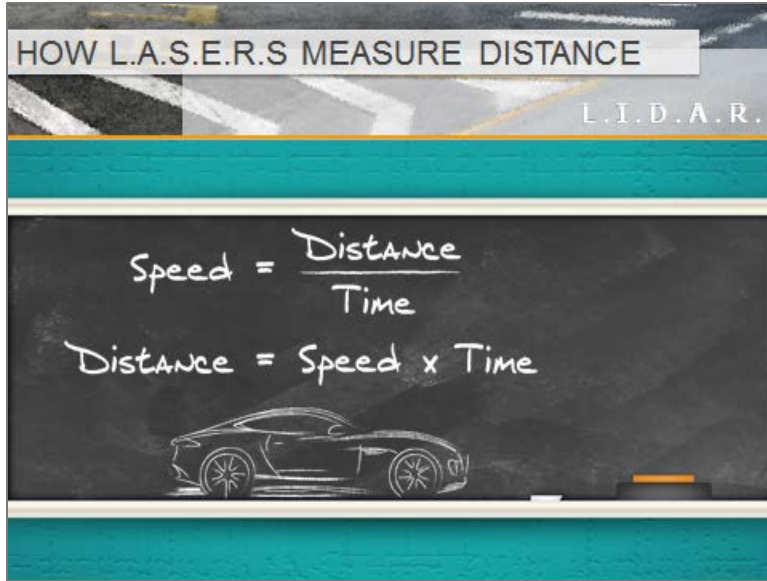 HOW L.A.S.E.R.S MEASURE DISTANCE
L.I.D.A.R.
Speed = Distance
Time
Distance = Speed x Time